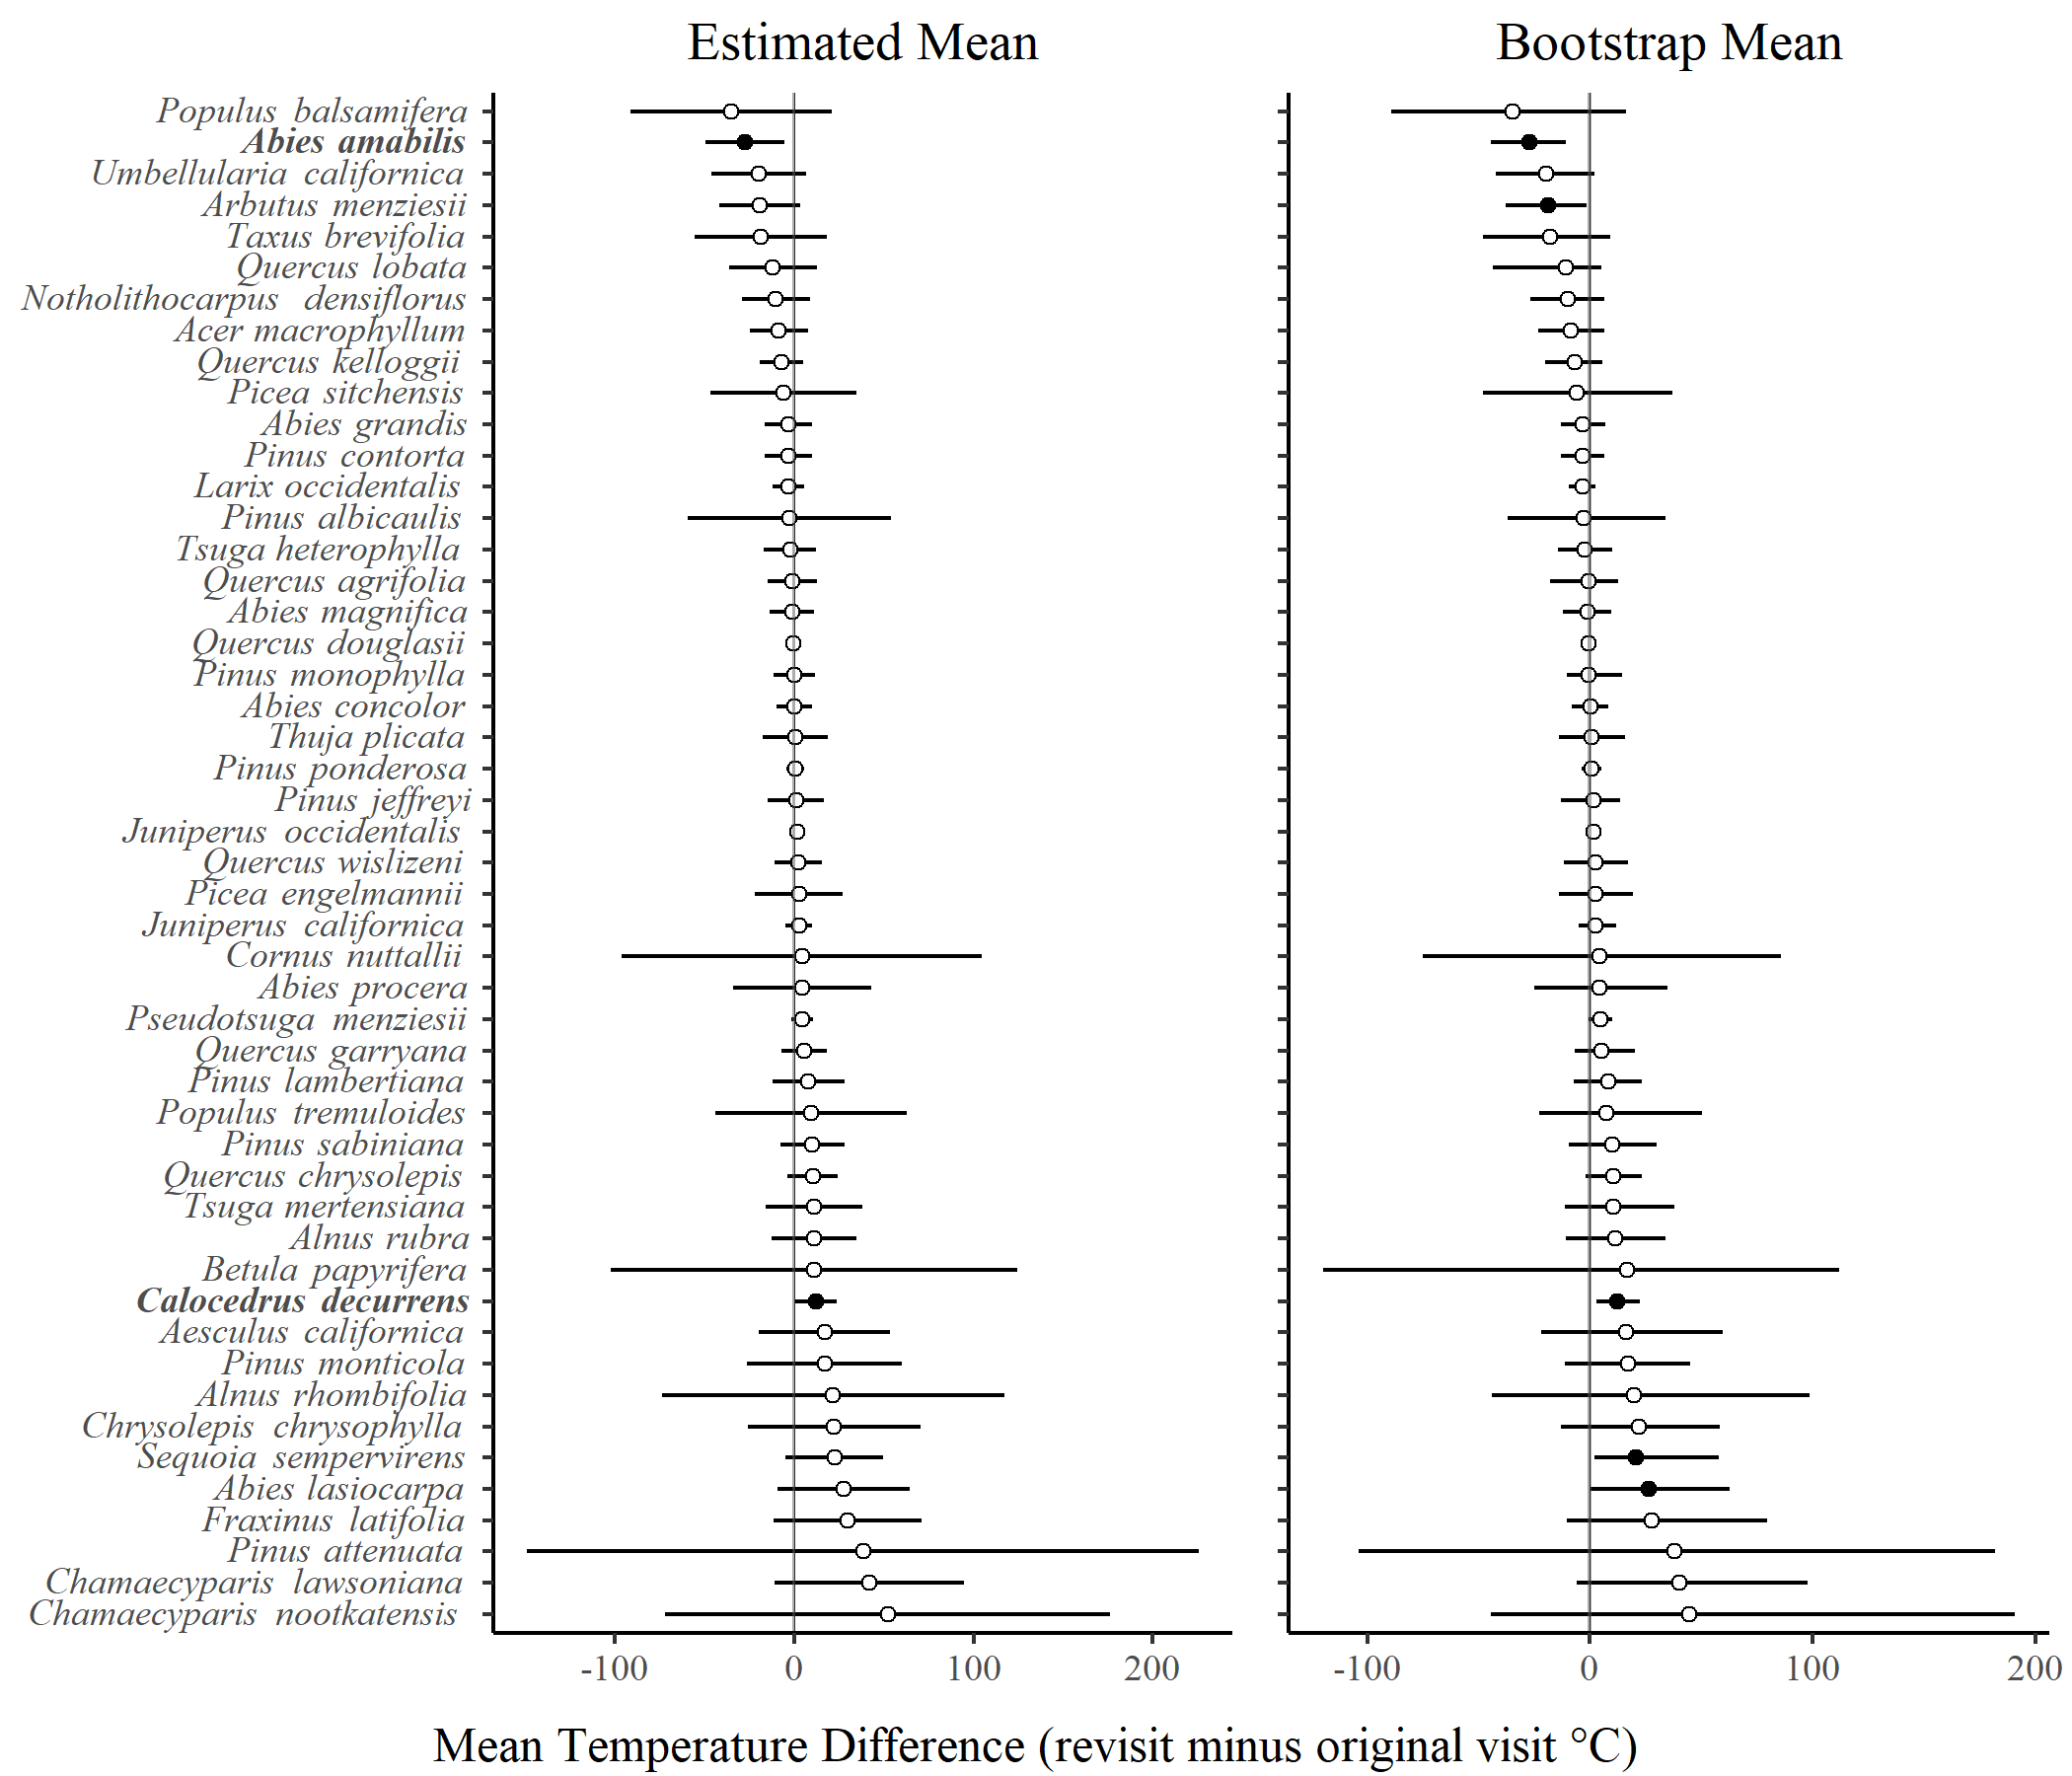 Estimated Mean
Bootstrap Mean
Populus balsamifera
Abies amabilis
Umbellularia californica
Arbutus menziesii
Taxus brevifolia
Quercus lobata
Notholithocarpus densiflorus
Acer macrophyllum
Quercus kelloggii
Picea sitchensis
Abies grandis
Pinus contorta
Larix occidentalis
Pinus albicaulis
Tsuga heterophylla
Quercus agrifolia
Abies magnifica
Quercus douglasii
Pinus monophylla
Abies concolor
Thuja plicata
Pinus ponderosa
Pinus jeffreyi
Juniperus occidentalis
Quercus wislizeni
Picea engelmannii
Juniperus californica
Cornus nuttallii
Abies procera
Pseudotsuga menziesii
Quercus garryana
Pinus lambertiana
Populus tremuloides
Pinus sabiniana
Quercus chrysolepis
Tsuga mertensiana
Alnus rubra
Betula papyrifera
Calocedrus decurrens
Aesculus californica
Pinus monticola
Alnus rhombifolia
Chrysolepis chrysophylla
Sequoia sempervirens
Abies lasiocarpa
Fraxinus latifolia
Pinus attenuata
Chamaecyparis lawsoniana
Chamaecyparis nootkatensis
-100 0 100 200
-100 0 100 200
Mean Temperature Difference (revisit minus original visit °C)